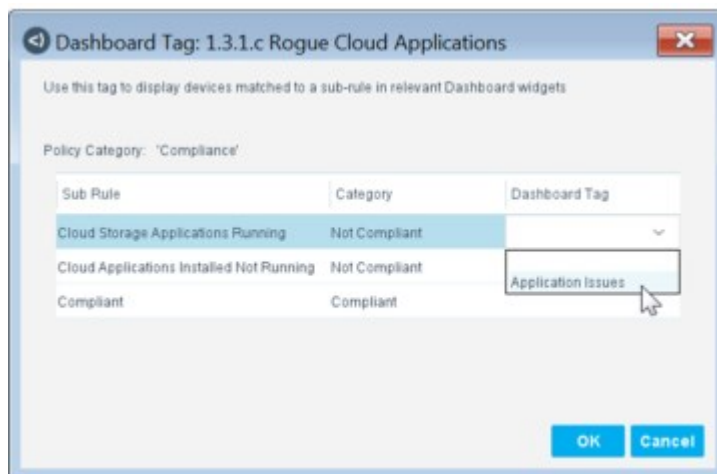 Dashboard Tag: 1.3.1.c Rogue Cloud Applications
Use this tag to display devices matched to a sub-rule in relevant Dashboard widgets
Policy Category: 'Compliance'
Sub Rule Category Dashboard Tag
Cloud Storage Applications Running Not Compliant
Cloud Applications Installed Not Running Not Compliant
Application Issues
Compliant Compliant
OK Cancel